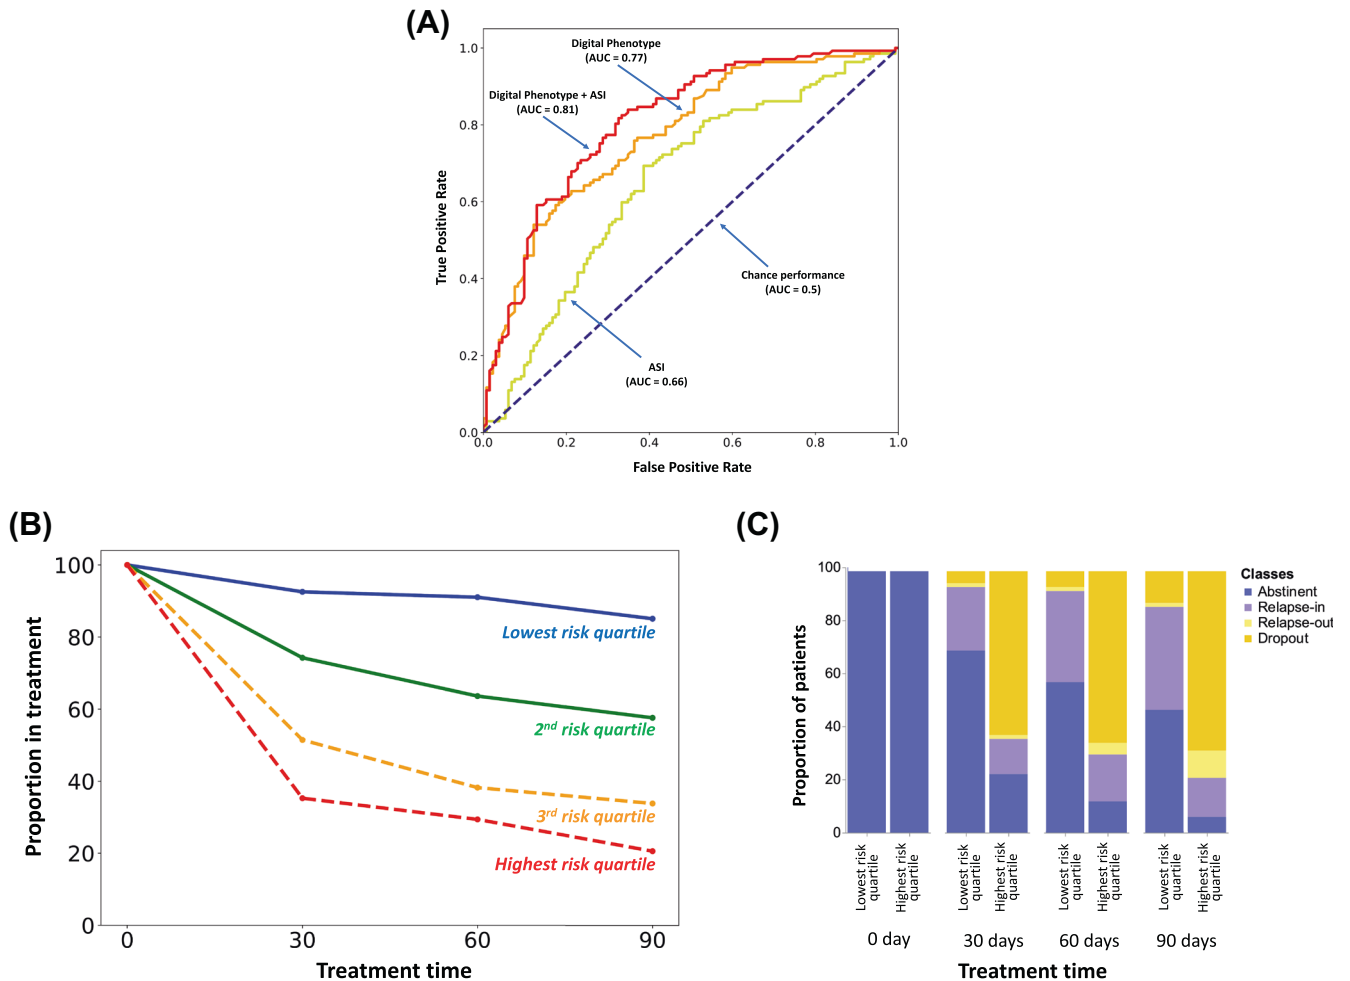 (A)
Digital Phenotype
(AUC = 0.77)
Digital Phenotype + ASI
(AUC = 0.81)
Chance performance
(AUC = 0.5)
ASI
(AUC = 0.66)
True Positive Rate
1.0
0.8
0.6
0.4
0.2
0.0
0.0 0.2 0.4 0.6 0.8 1.0
False Positive Rate
(B)
Proportion in treatment
100
80
60
40
20
0
Lowest risk quartile
2nd risk quartile
3rd risk quartile
Highest risk quartile
0 30 60 90
Treatment time
(C)
Proportion of patients
100
80
60
40
20
0
Classes
Abstinent
Relapse-in
Relapse-out
Dropout
Lowest risk
quartile
Highest risk
quartile
Lowest risk
quartile
Highest risk
quartile
Lowest risk
quartile
Highest risk
quartile
Lowest risk
quartile
Highest risk
quartile
0 day 30 days 60 days 90 days
Treatment time